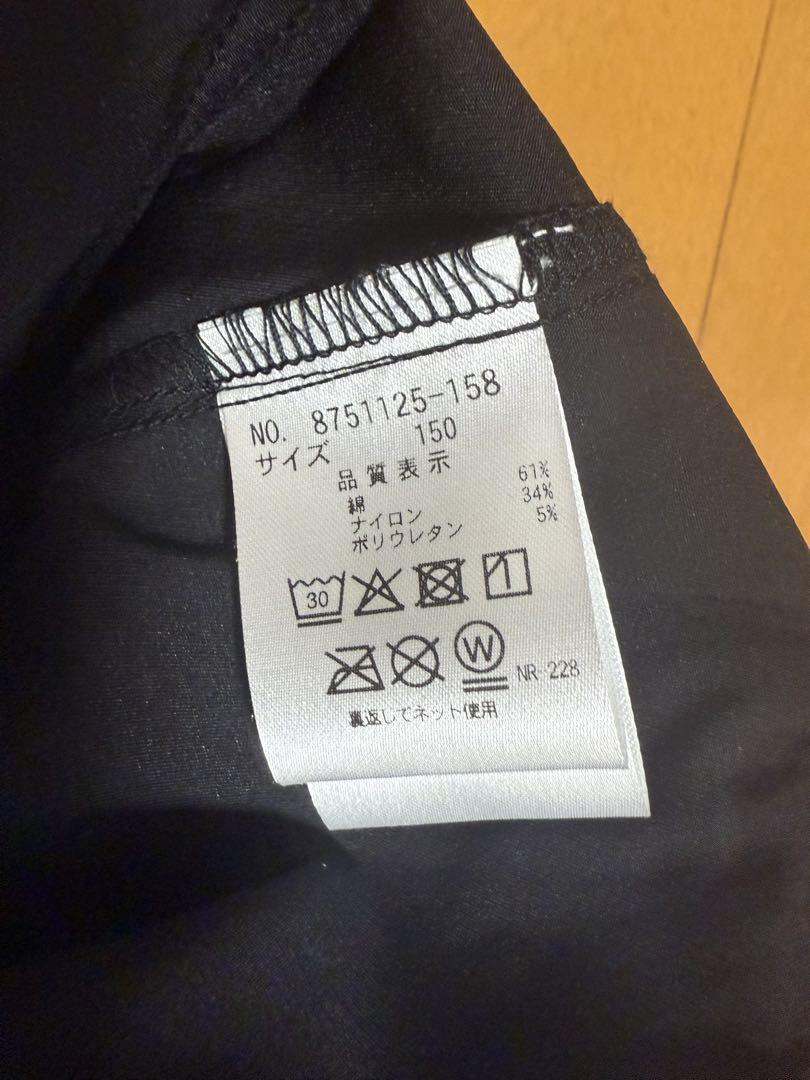 NO. 8751125-158
サイズ 150
品質表示
綿 61%
ナイロン 34%
ポリウレタン 5%
30
W NR-228
裏返してネット使用